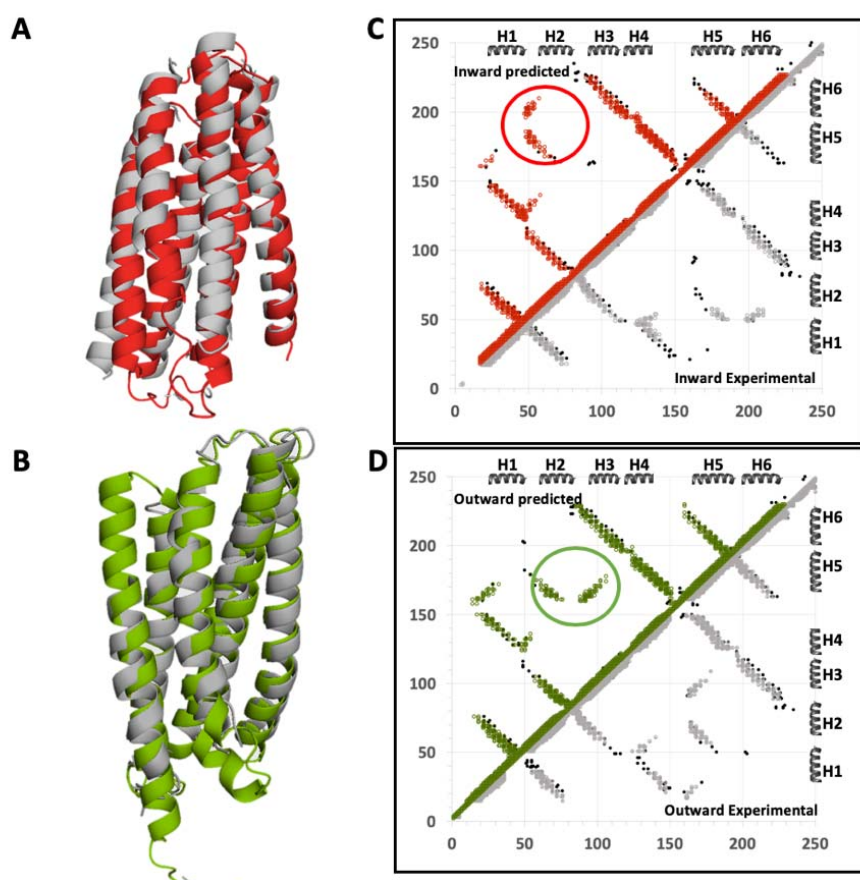 A
B
C
H1 H2 H3 H4 H5 H6
250
200
150
100
50
0
Inward predicted
Inward Experimental
H6
H5
H4
H3
H2
H1
0 50 100 150 200 250
D
H1 H2 H3 H4 H5 H6
250
200
150
100
50
0
Outward predicted
Outward Experimental
H6
H5
H4
H3
H2
H1
0 50 100 150 200 250